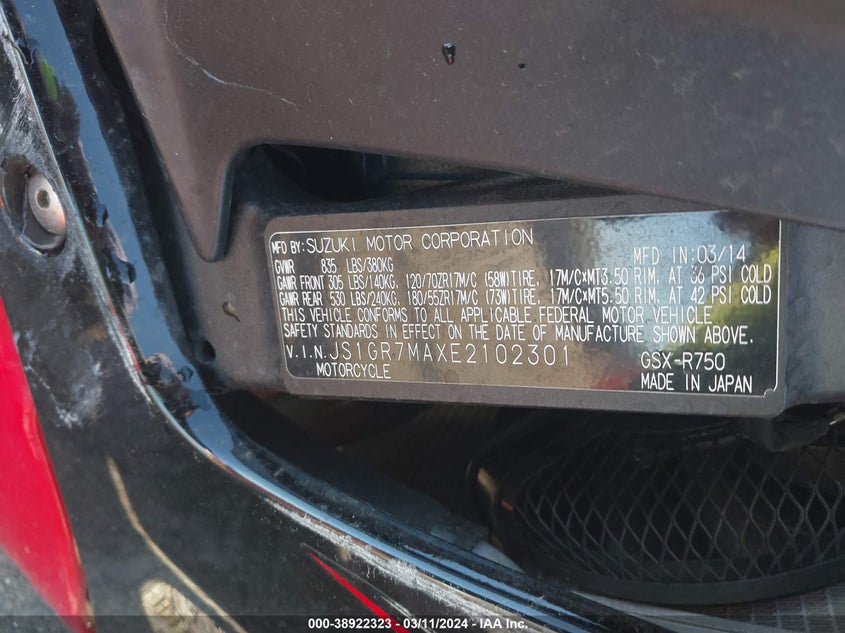 MFD BY: SUZUKI MOTOR CORPORATION MFD IN: 03/14
GVWR 835 LBS/380KG
GAWR FRONT 305 LBS/140KG, 120/70ZR17M/C (58W)TIRE, 17M/C×MT3.50 RIM, AT 36 PSI COLD
GAWR REAR 530 LBS/240KG, 180/55ZR17M/C (73W)TIRE, 17M/C×MT5.50 RIM, AT 42 PSI COLD
THIS VEHICLE CONFORMS TO ALL APPLICABLE FEDERAL MOTOR VEHICLE
SAFETY STANDARDS IN EFFECT ON THE DATE OF MANUFACTURE SHOWN ABOVE.
V.I.N. JS1GR7MAXE2102301 GSX-R750
MOTORCYCLE MADE IN JAPAN
000-38922323 - 03/11/2024 - IAA Inc.